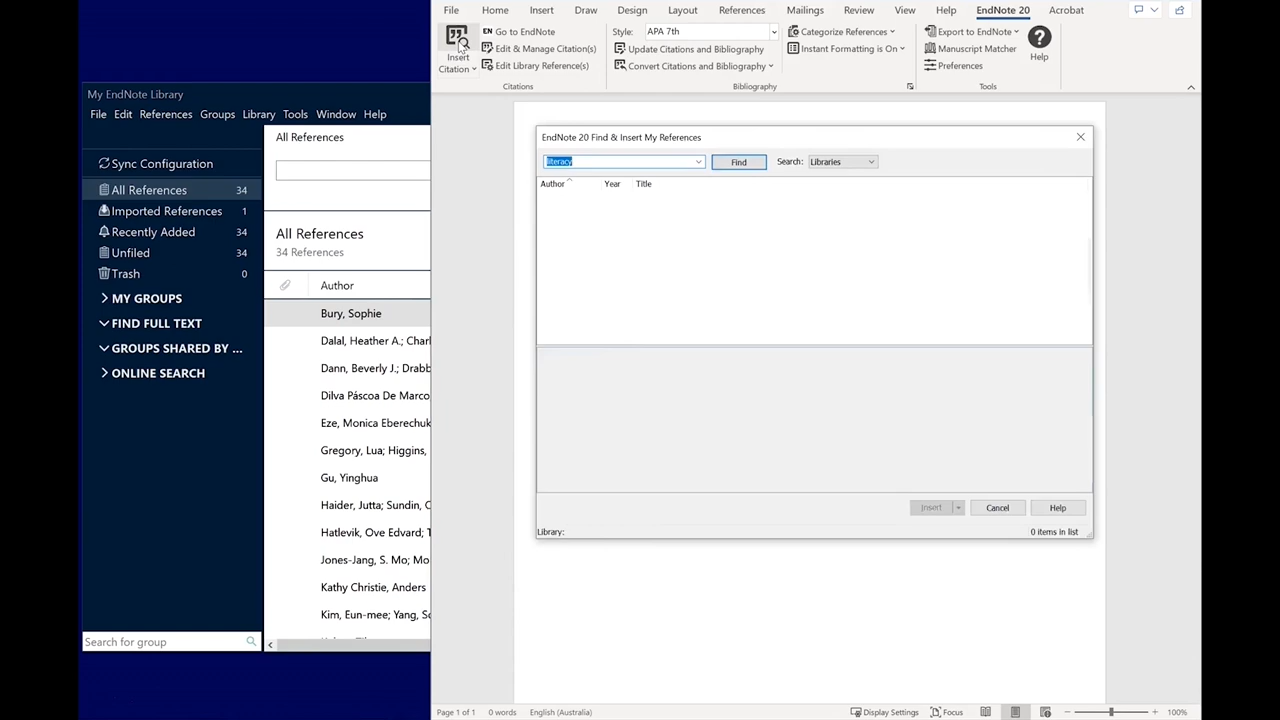 File Home Insert Draw Design Layout References Mailings Review View Help EndNote 20 Acrobat
Insert Citation
EN Go to EndNote
Edit & Manage Citation(s)
Edit Library Reference(s)
Citations
Style: APA 7th
Update Citations and Bibliography
Convert Citations and Bibliography
Categorize References
Instant Formatting is On
Bibliography
Export to EndNote
Manuscript Matcher
Preferences
Help
Tools
My EndNote Library
File Edit References Groups Library Tools Window Help
Sync Configuration
All References 34
Imported References 1
Recently Added 34
Unfiled 34
Trash 0
MY GROUPS
FIND FULL TEXT
GROUPS SHARED BY ...
ONLINE SEARCH
Search for group
All References
All References
34 References
Author
Bury, Sophie
Dalal, Heather A.; Charl
Dann, Beverly J.; Drabb
Dilva Páscoa De Marco
Eze, Monica Eberechuk
Gregory, Lua; Higgins,
Gu, Yinghua
Haider, Jutta; Sundin, O
Hatlevik, Ove Edvard; T
Jones-Jang, S. Mo; Mo
Kathy Christie, Anders
Kim, Eun-mee; Yang, So
EndNote 20 Find & Insert My References
literacy Find Search: Libraries
Author Year Title
Insert Cancel Help
Library: 0 items in list
Page 1 of 1 0 words English (Australia) Display Settings Focus 100%